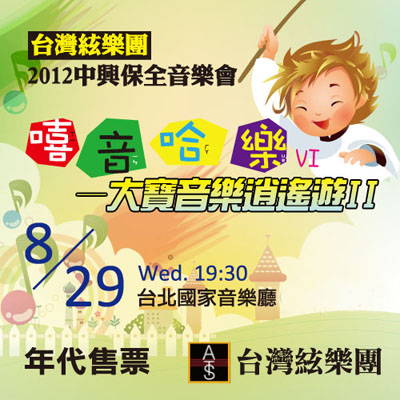 台灣絃樂團
2012中興保全音樂會
嘻音哈樂VI
—大寶音樂逍遙遊II
8/29
Wed. 19:30
台北國家音樂廳
年代售票
ATS
台灣絃樂團